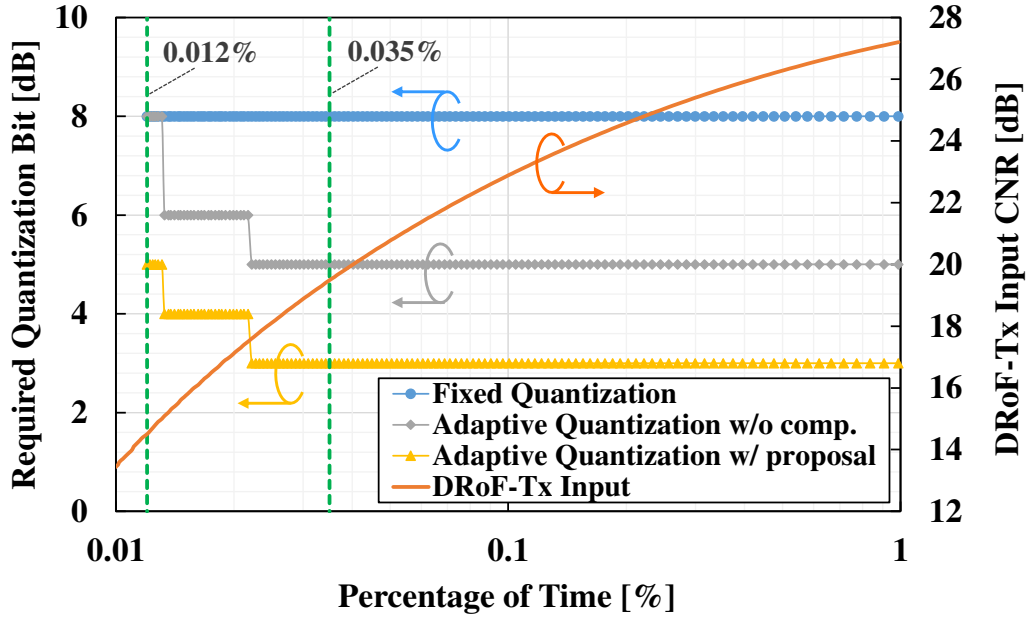 10
8
6
4
2
0
Required Quantization Bit [dB]
0.012%
0.035%
28
26
24
22
20
18
16
14
12
DRoF-Tx Input CNR [dB]
Fixed Quantization
Adaptive Quantization w/o comp.
Adaptive Quantization w/ proposal
DRoF-Tx Input
0.01
0.1
1
Percentage of Time [%]